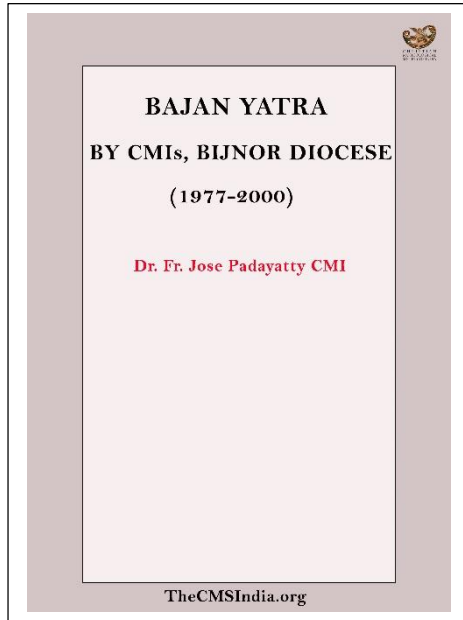 BAJAN YATRA
BY CMIs, BIJNOR DIOCESE
(1977-2000)
Dr. Fr. Jose Padayatty CMI
TheCMSIndia.org